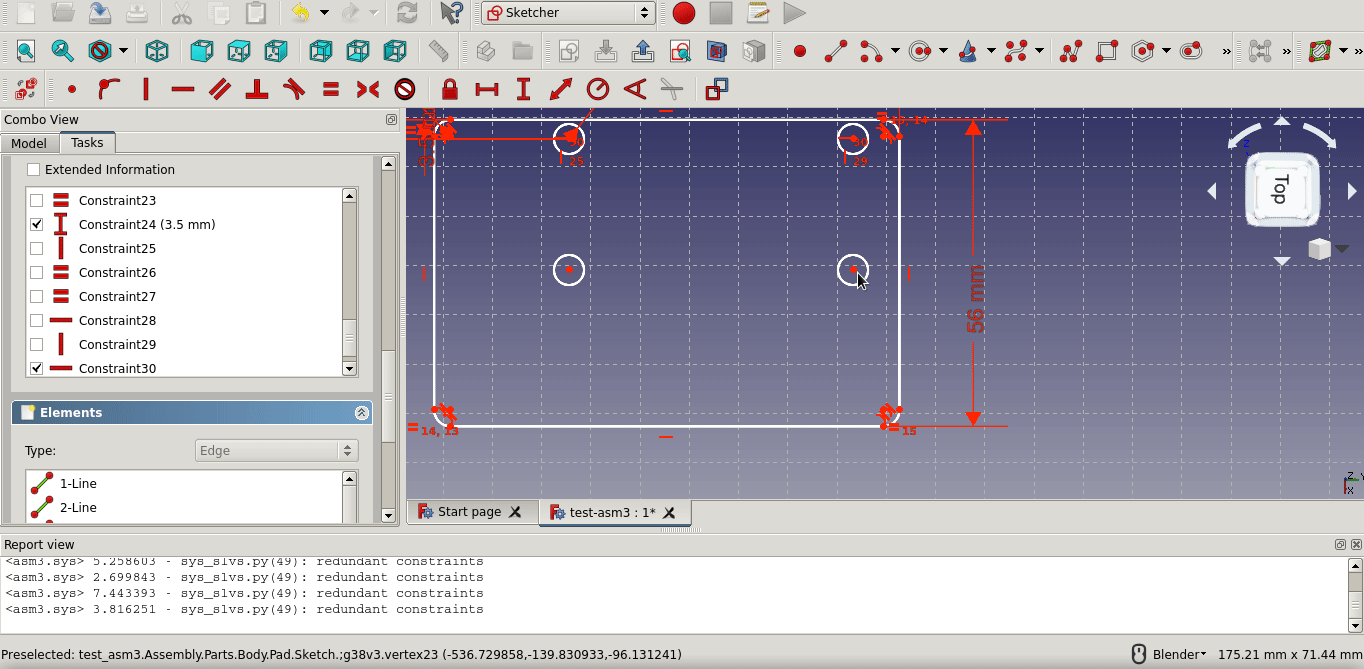 Sketcher
Combo View
Model
Tasks
Extended Information
Constraint23
Constraint24 (3.5 mm)
Constraint25
Constraint26
Constraint27
Constraint28
Constraint29
Constraint30
Elements
Type:
Edge
1-Line
2-Line
30
25
30
29
15, 14
56 mm
14, 13
15
Top
Z
Z
Y
X
Start page
test-asm3 : 1*
Report view
<asm3.sys> 5.258603 - sys_slvs.py(49): redundant constraints
<asm3.sys> 2.699843 - sys_slvs.py(49): redundant constraints
<asm3.sys> 7.443393 - sys_slvs.py(49): redundant constraints
<asm3.sys> 3.816251 - sys_slvs.py(49): redundant constraints
Preselected: test_asm3.Assembly.Parts.Body.Pad.Sketch.;g38v3.vertex23 (-536.729858,-139.830933,-96.131241)
Blender
175.21 mm x 71.44 mm